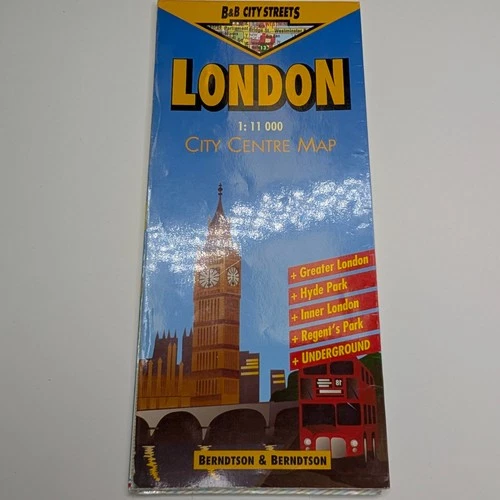 B&B CITY STREETS
LONDON
1:11 000
CITY CENTRE MAP
+ Greater London
+ Hyde Park
+ Inner London
+ Regent's Park
+ UNDERGROUND
BERNDTSON & BERNDTSON